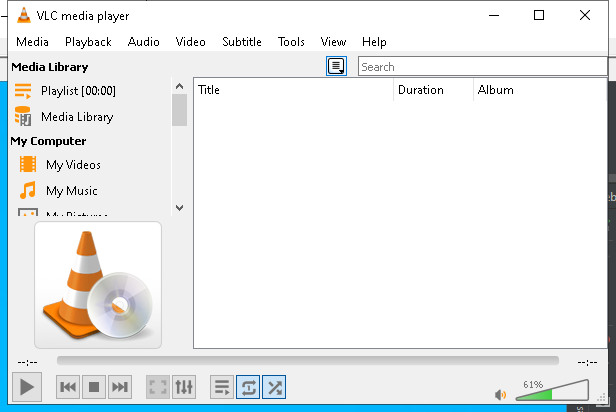 VLC media player
Media Playback Audio Video Subtitle Tools View Help
Media Library
Search
Playlist [00:00]
Title Duration Album
Media Library
My Computer
My Videos
My Music
My Pictures
--:-- --:--
61%